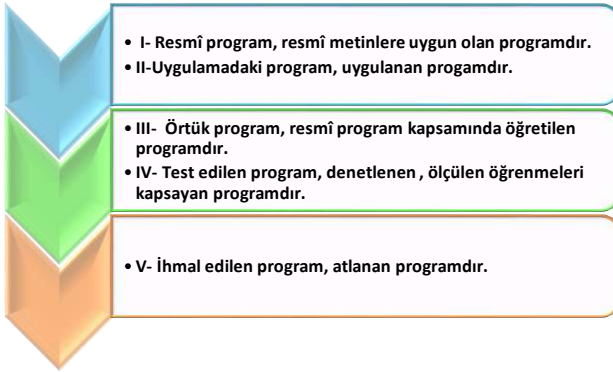 • I- Resmî program, resmî metinlere uygun olan programdır.
• II-Uygulamadaki program, uygulanan progamdır.
• III- Örtük program, resmî program kapsamında öğretilen
programdır.
• IV- Test edilen program, denetlenen , ölçülen öğrenmeleri
kapsayan programdır.
• V- İhmal edilen program, atlanan programdır.